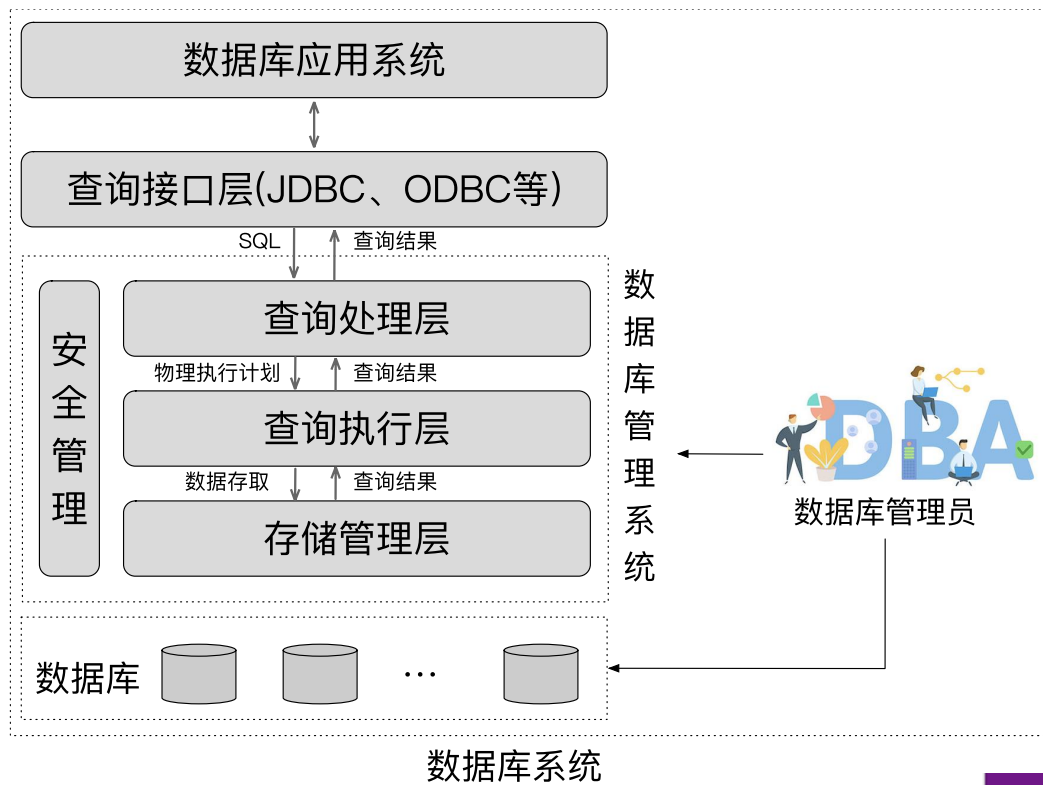 数据库应用系统
查询接口层(JDBC、ODBC等)
SQL
查询结果
安全管理
查询处理层
物理执行计划
查询结果
查询执行层
数据存取
查询结果
存储管理层
数据库管理系统
DBA
数据库管理员
数据库
...
数据库系统